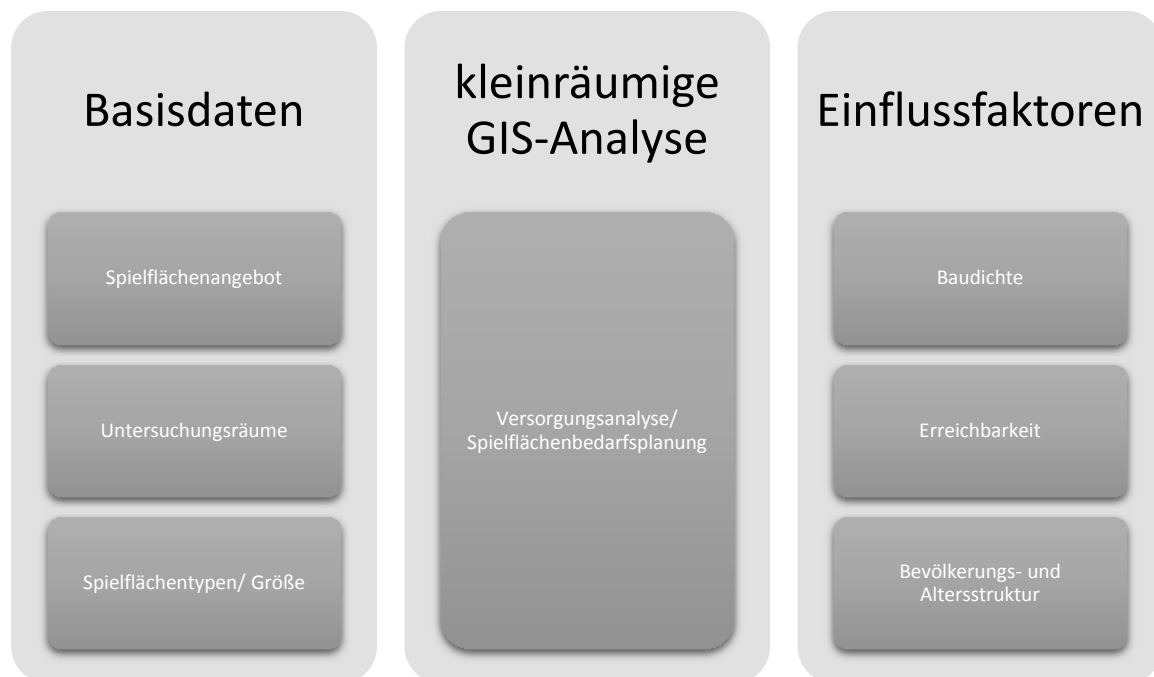 Basisdaten
Spielflächenangebot
Untersuchungsräume
Spielflächentypen/ Größe
kleinräumige
GIS-Analyse
Versorgungsanalyse/
Spielflächenbedarfsplanung
Einflussfaktoren
Baudichte
Erreichbarkeit
Bevölkerungs- und
Altersstruktur